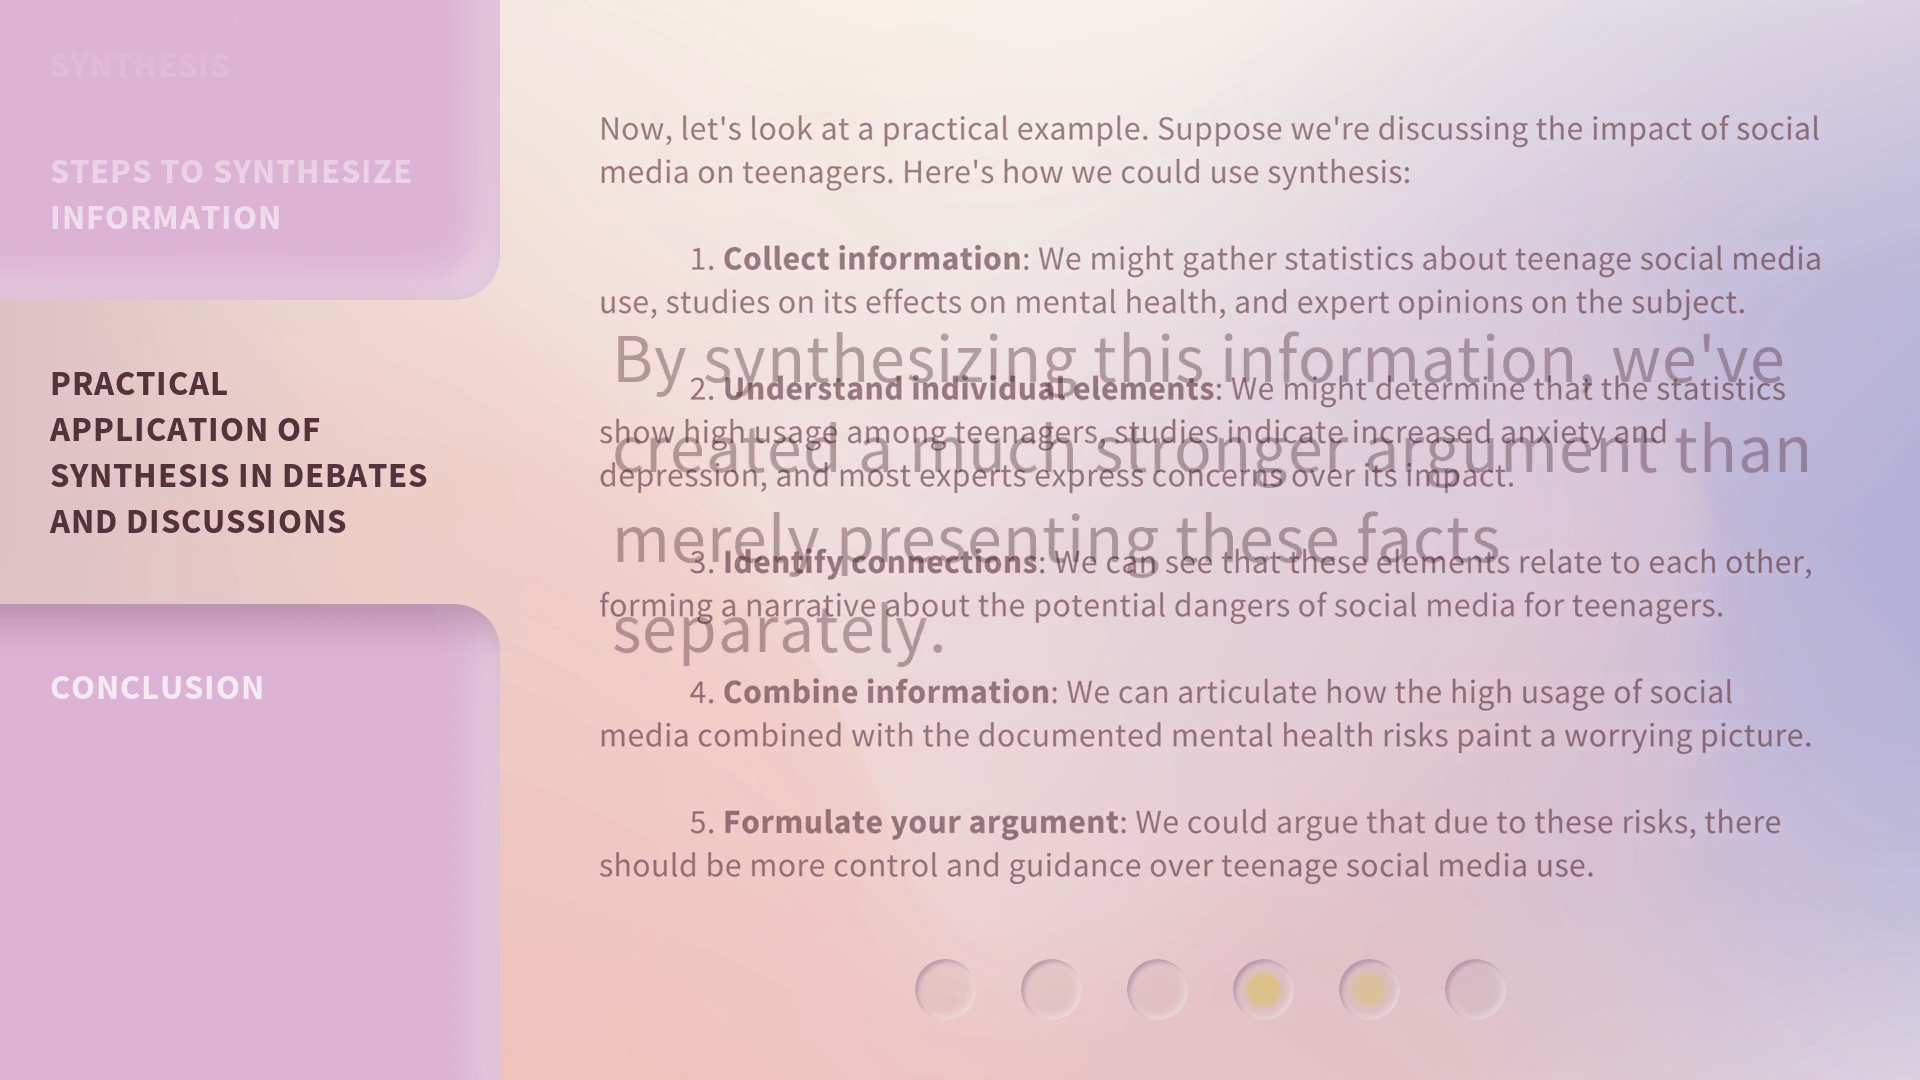 SYNTHESIS
STEPS TO SYNTHESIZE
INFORMATION
PRACTICAL
APPLICATION OF
SYNTHESIS IN DEBATES
AND DISCUSSIONS
CONCLUSION
Now, let's look at a practical example. Suppose we're discussing the impact of social
media on teenagers. Here's how we could use synthesis:
1. Collect information: We might gather statistics about teenage social media
use, studies on its effects on mental health, and expert opinions on the subject.
2. Understand individual elements: We might determine that the statistics
show high usage among teenagers, studies indicate increased anxiety and
depression, and most experts express concerns over its impact.
3. Identify connections: We can see that these elements relate to each other,
forming a narrative about the potential dangers of social media for teenagers.
4. Combine information: We can articulate how the high usage of social
media combined with the documented mental health risks paint a worrying picture.
5. Formulate your argument: We could argue that due to these risks, there
should be more control and guidance over teenage social media use.
By synthesizing this information, we've
created a much stronger argument than
merely presenting these facts
separately.